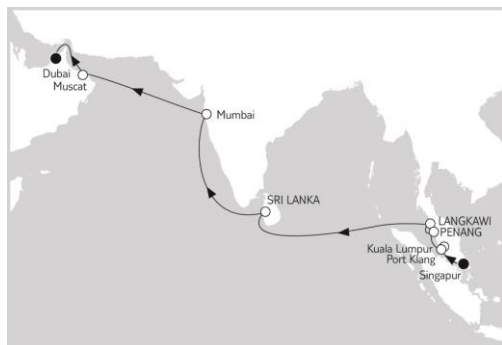 Dubai
Muscat
Mumbai
SRI LANKA
LANGKAWI
PENANG
Kuala Lumpur
Port Klang
Singapur